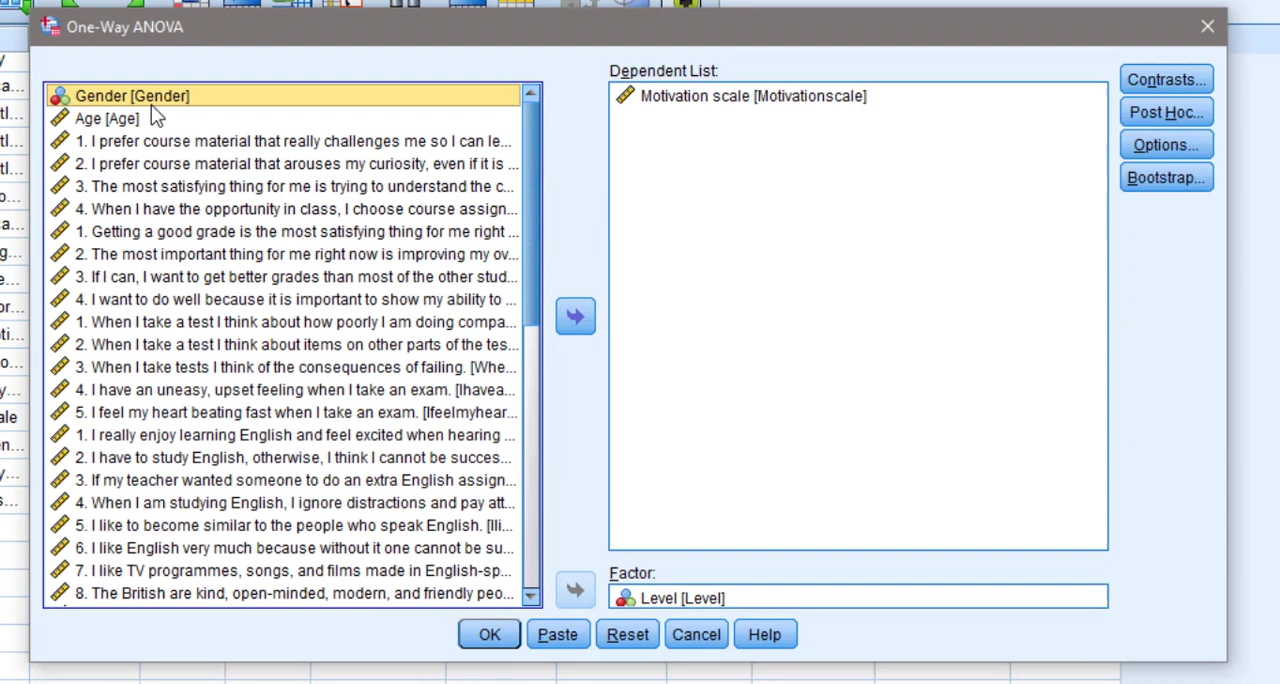 One-Way ANOVA
Gender [Gender]
Age [Age]
1. I prefer course material that really challenges me so I can le...
2. I prefer course material that arouses my curiosity, even if it is ...
3. The most satisfying thing for me is trying to understand the c...
4. When I have the opportunity in class, I choose course assign...
1. Getting a good grade is the most satisfying thing for me right ...
2. The most important thing for me right now is improving my ov...
3. If I can, I want to get better grades than most of the other stud...
4. I want to do well because it is important to show my ability to ...
1. When I take a test I think about how poorly I am doing compa...
2. When I take a test I think about items on other parts of the tes...
3. When I take tests I think of the consequences of failing. [Whe...
4. I have an uneasy, upset feeling when I take an exam. [Ihavea...
5. I feel my heart beating fast when I take an exam. [Ifeelmyhear...
1. I really enjoy learning English and feel excited when hearing ...
2. I have to study English, otherwise, I think I cannot be succes...
3. If my teacher wanted someone to do an extra English assign...
4. When I am studying English, I ignore distractions and pay att...
5. I like to become similar to the people who speak English. [Ili...
6. I like English very much because without it one cannot be su...
7. I like TV programmes, songs, and films made in English-sp...
8. The British are kind, open-minded, modern, and friendly peo...
Dependent List:
Motivation scale [Motivationscale]
Factor:
Level [Level]
Contrasts...
Post Hoc...
Options...
Bootstrap...
OK
Paste
Reset
Cancel
Help